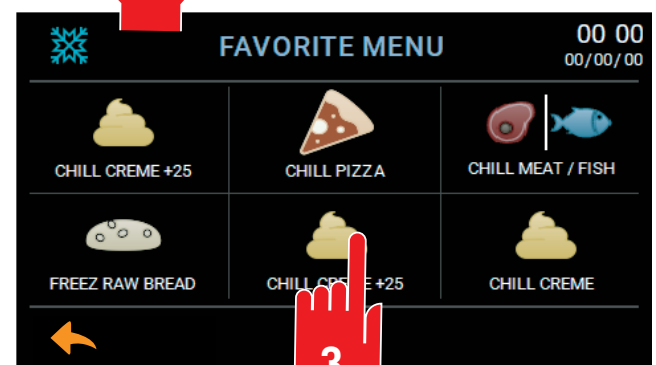 FAVORITE MENU
00 00
00/00/00
CHILL CREME +25
CHILL PIZZA
CHILL MEAT / FISH
FREEZ RAW BREAD
CHILL CREME +25
CHILL CREME
3